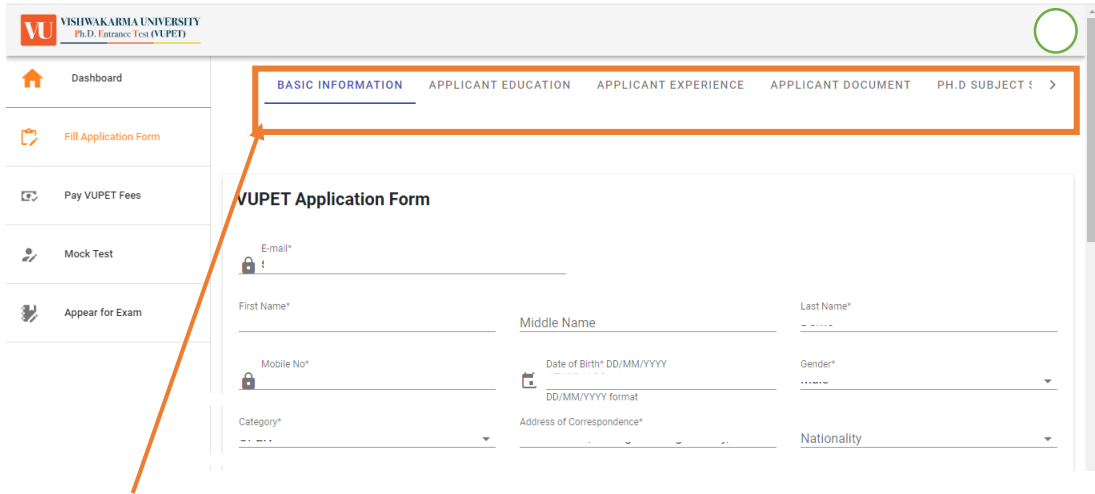 VU
VISHWAKARMA UNIVERSITY
Ph.D. Entrance Test (VUPET)
Dashboard
Fill Application Form
Pay VUPET Fees
Mock Test
Appear for Exam
BASIC INFORMATION APPLICANT EDUCATION APPLICANT EXPERIENCE APPLICANT DOCUMENT PH.D SUBJECT
VUPET Application Form
E-mail*
First Name* Middle Name Last Name*
Mobile No* Date of Birth* DD/MM/YYYY Gender*
DD/MM/YYYY format
Category* Address of Correspondence* Nationality